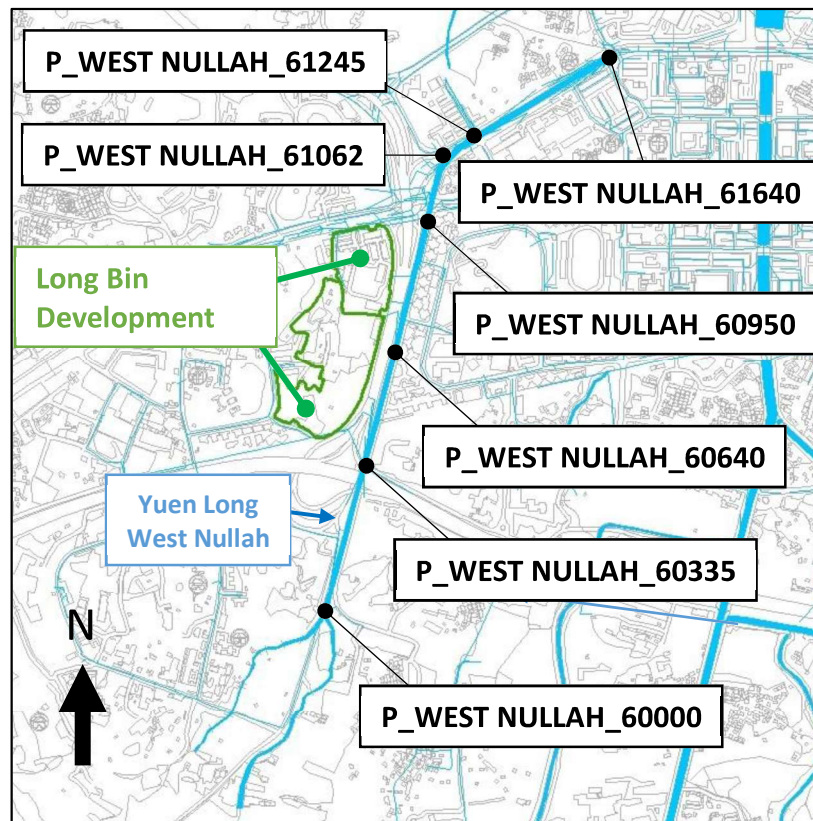 P_WEST NULLAH_61245
P_WEST NULLAH_61062
P_WEST NULLAH_61640
Long Bin
Development
P_WEST NULLAH_60950
P_WEST NULLAH_60640
Yuen Long
West Nullah
P_WEST NULLAH_60335
N
P_WEST NULLAH_60000